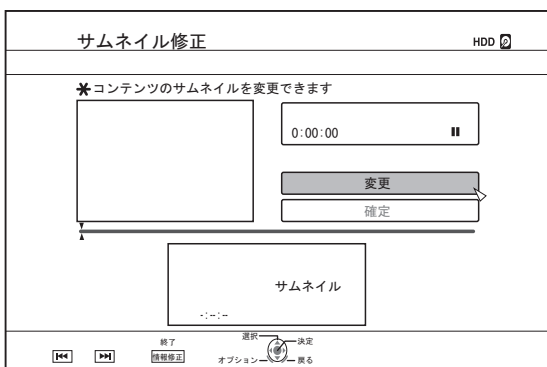 サムネイル修正
HDD
コンテンツのサムネイルを変更できます
0:00:00
変更
確定
サムネイル
-:--:--
終了
情報修正
選択
決定
オプション
戻る